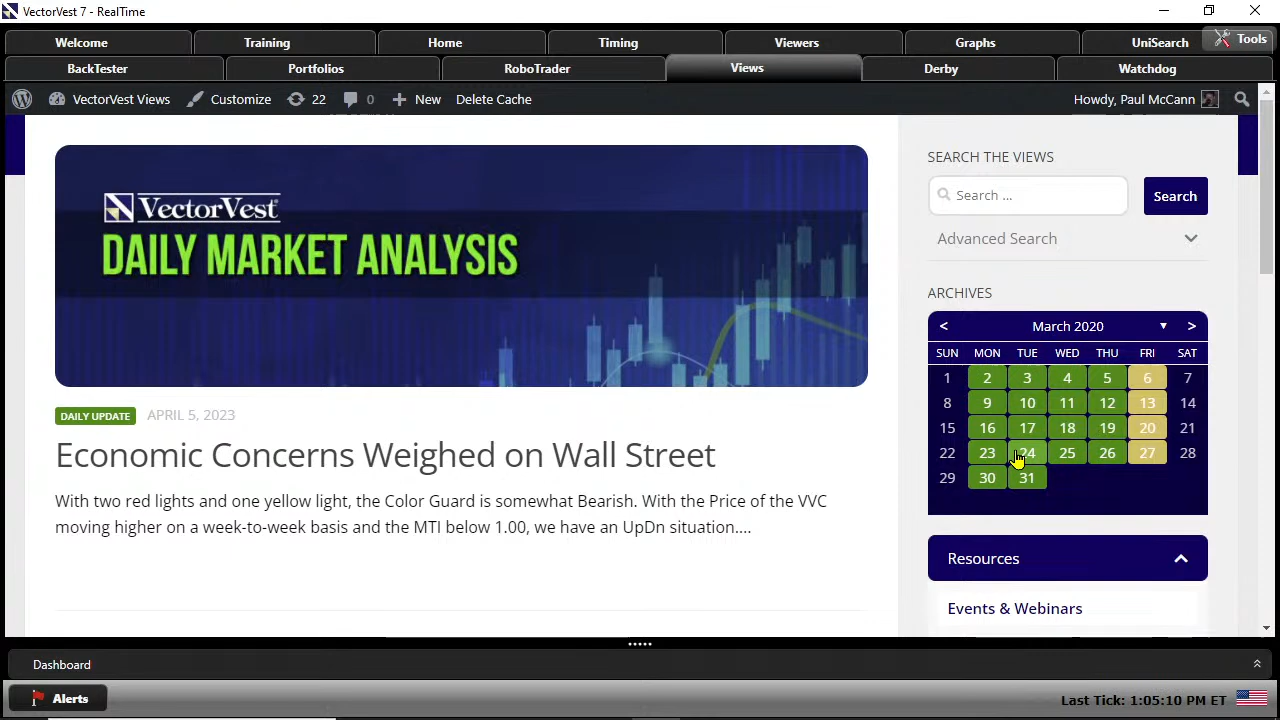 VectorVest 7 - RealTime
Welcome Training Home Timing Viewers Graphs UniSearch Tools
BackTester Portfolios RoboTrader Views Derby Watchdog
VectorVest Views Customize 22 0 New Delete Cache Howdy, Paul McCann
VectorVest
DAILY MARKET ANALYSIS
DAILY UPDATE APRIL 5, 2023
Economic Concerns Weighed on Wall Street
With two red lights and one yellow light, the Color Guard is somewhat Bearish. With the Price of the VVC
moving higher on a week-to-week basis and the MTI below 1.00, we have an UpDn situation....
SEARCH THE VIEWS
Search ... Search
Advanced Search
ARCHIVES
< March 2020 ▼ >
SUN MON TUE WED THU FRI SAT
1 2 3 4 5 6 7
8 9 10 11 12 13 14
15 16 17 18 19 20 21
22 23 24 25 26 27 28
29 30 31
Resources
Events & Webinars
Dashboard
Alerts Last Tick: 1:05:10 PM ET